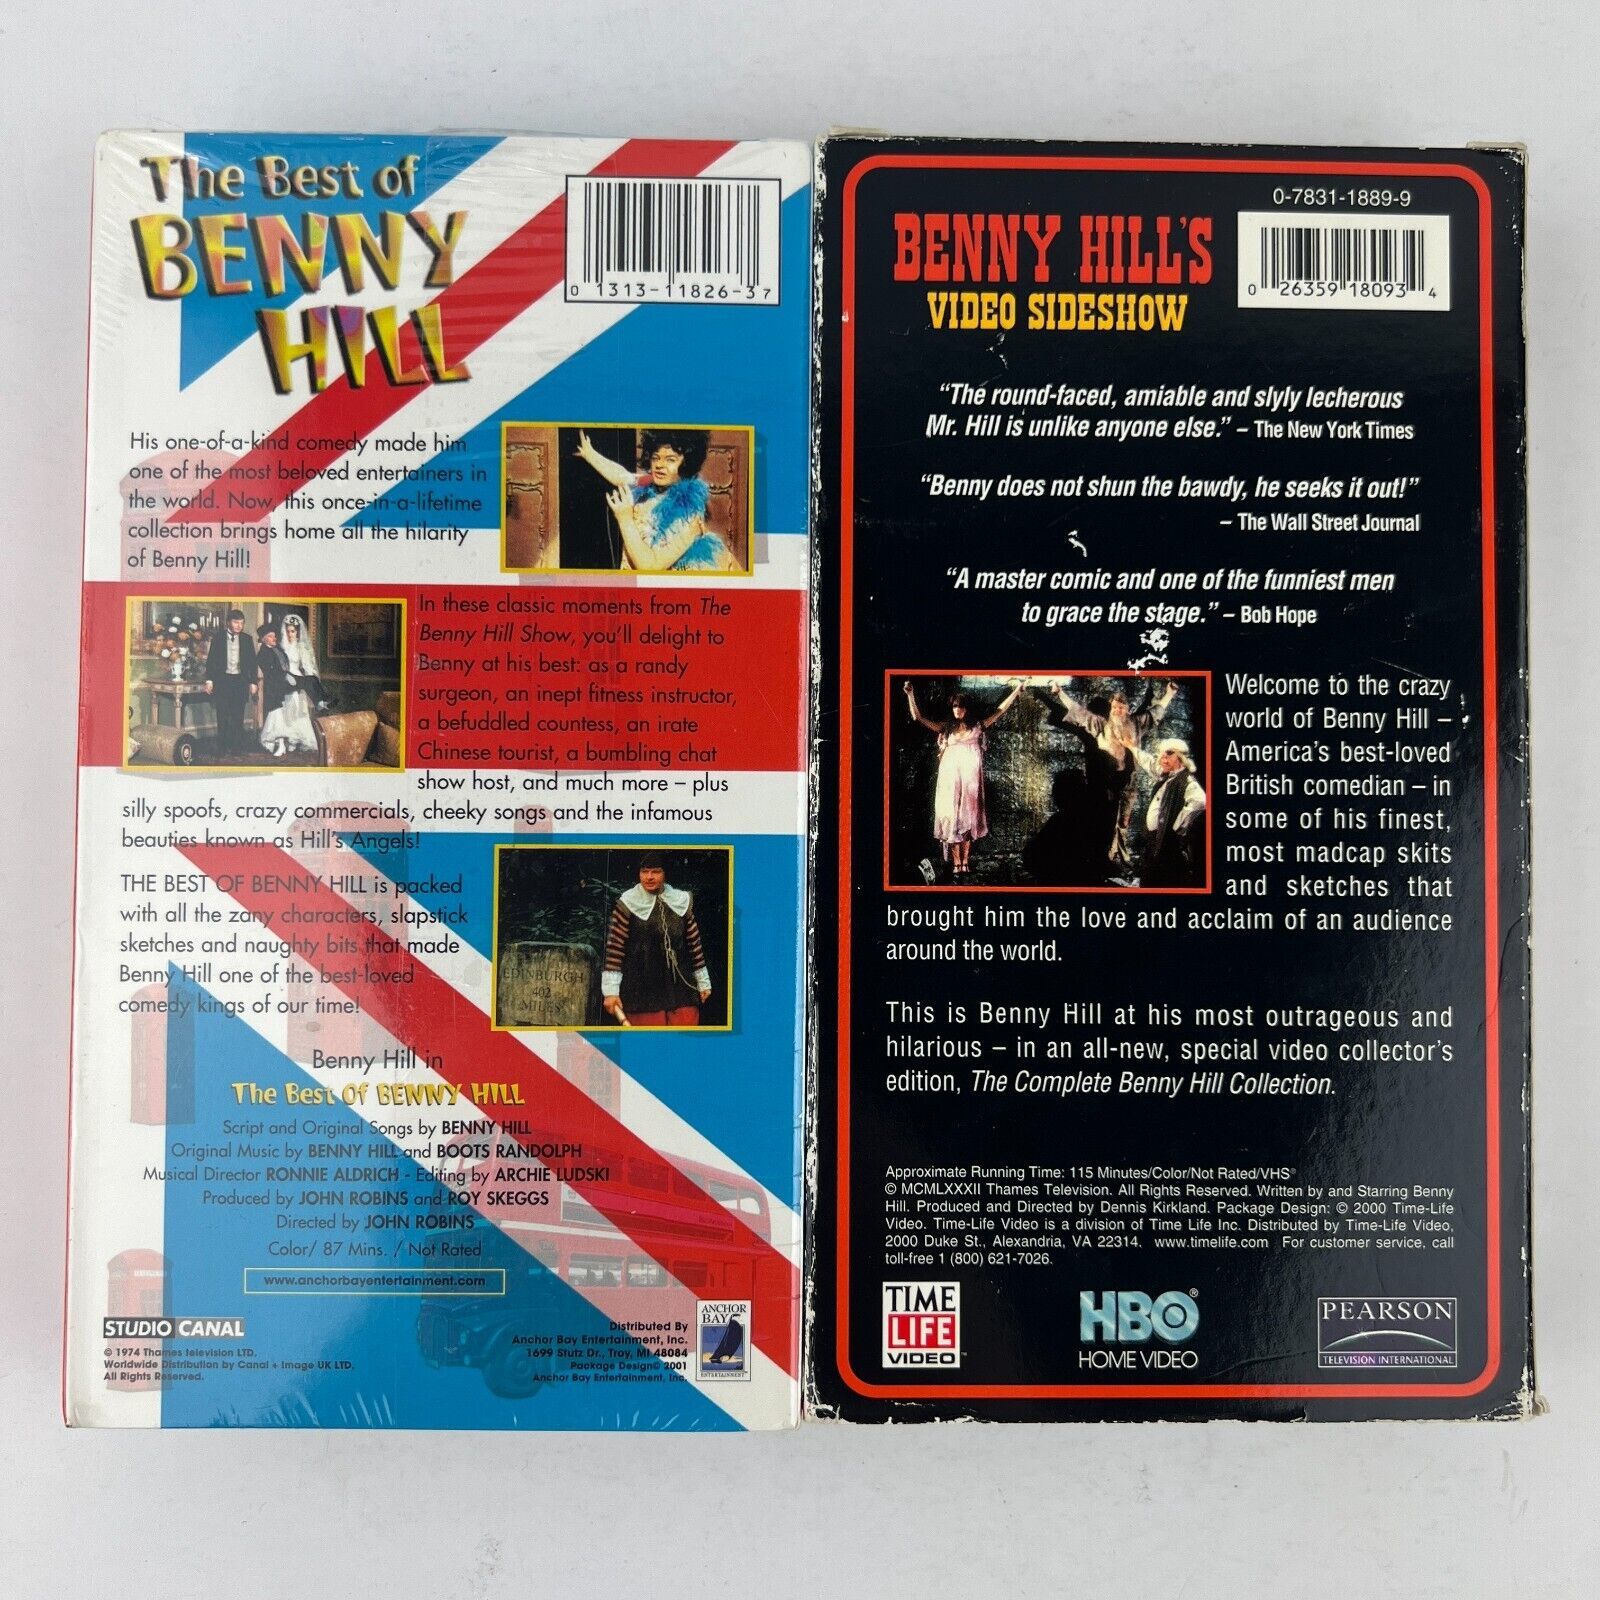 The Best of
BENNY
HILL
0 1313-11826-3 7
His one-of-a-kind comedy made him
one of the most beloved entertainers in
the world. Now, this once-in-a-lifetime
collection brings home all the hilarity
of Benny Hill!
In these classic moments from The
Benny Hill Show, you'll delight to
Benny at his best: as a randy
surgeon, an inept fitness instructor,
a befuddled countess, an irate
Chinese tourist, a bumbling chat
show host, and much more – plus
silly spoofs, crazy commercials, cheeky songs and the infamous
beauties known as Hill's Angels!
THE BEST OF BENNY HILL is packed
with all the zany characters, slapstick
sketches and naughty bits that made
Benny Hill one of the best-loved
comedy kings of our time!
EDINBURGH
402
MILES
Benny Hill in
The Best Of BENNY HILL
Script and Original Songs by BENNY HILL
Original Music by BENNY HILL and BOOTS RANDOLPH
Musical Director RONNIE ALDRICH - Editing by ARCHIE LUDSKI
Produced by JOHN ROBINS and ROY SKEGGS
Directed by JOHN ROBINS
Color/ 87 Mins. / Not Rated
www.anchorbayentertainment.com
STUDIO CANAL
© 1974 Thames television LTD.
Worldwide Distribution by Canal + Image UK LTD.
All Rights Reserved.
Distributed By
Anchor Bay Entertainment, Inc.
1699 Stutz Dr., Troy, MI 48084
Package Design© 2001
Anchor Bay Entertainment, Inc.
ANCHOR
BAY
ENTERTAINMENT
0-7831-1889-9
BENNY HILL'S
VIDEO SIDESHOW
0 26359 18093 4
“The round-faced, amiable and slyly lecherous
Mr. Hill is unlike anyone else.” – The New York Times
“Benny does not shun the bawdy, he seeks it out!”
– The Wall Street Journal
“A master comic and one of the funniest men
to grace the stage.” – Bob Hope
Welcome to the crazy
world of Benny Hill –
America's best-loved
British comedian – in
some of his finest,
most madcap skits
and sketches that
brought him the love and acclaim of an audience
around the world.
This is Benny Hill at his most outrageous and
hilarious – in an all-new, special video collector's
edition, The Complete Benny Hill Collection.
Approximate Running Time: 115 Minutes/Color/Not Rated/VHS®
© MCMLXXXII Thames Television. All Rights Reserved. Written by and Starring Benny
Hill. Produced and Directed by Dennis Kirkland. Package Design: © 2000 Time-Life
Video. Time-Life Video is a division of Time Life Inc. Distributed by Time-Life Video,
2000 Duke St., Alexandria, VA 22314. www.timelife.com For customer service, call
toll-free 1 (800) 621-7026.
TIME
LIFE
VIDEO™
HBO®
HOME VIDEO
PEARSON
TELEVISION INTERNATIONAL